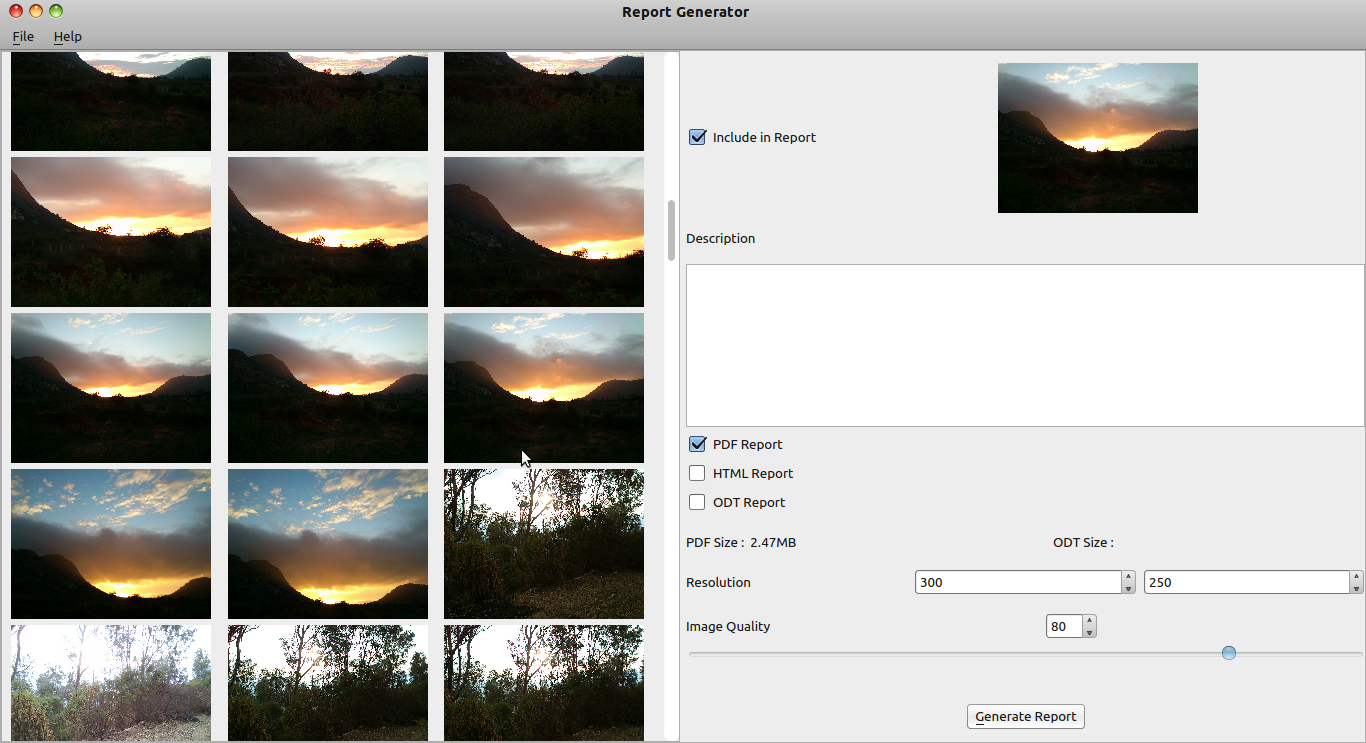 Report Generator
File Help
Include in Report
Description
PDF Report
HTML Report
ODT Report
PDF Size : 2.47MB ODT Size :
Resolution 300 250
Image Quality 80
Generate Report